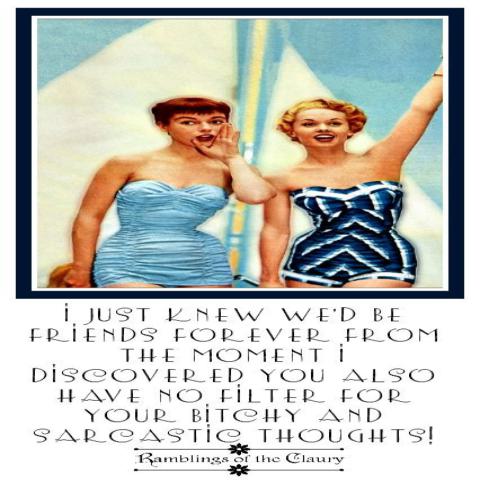 i JUST KNEW WE'D BE
FRiENDS FOREVER FROM
THE MOMENT i
DiSCOVERED YOU ALSO
HAVE NO FiLTER FOR
YOUR BiTCHY AND
SARCASTiC THOUGHTS!
Ramblings of the Claury